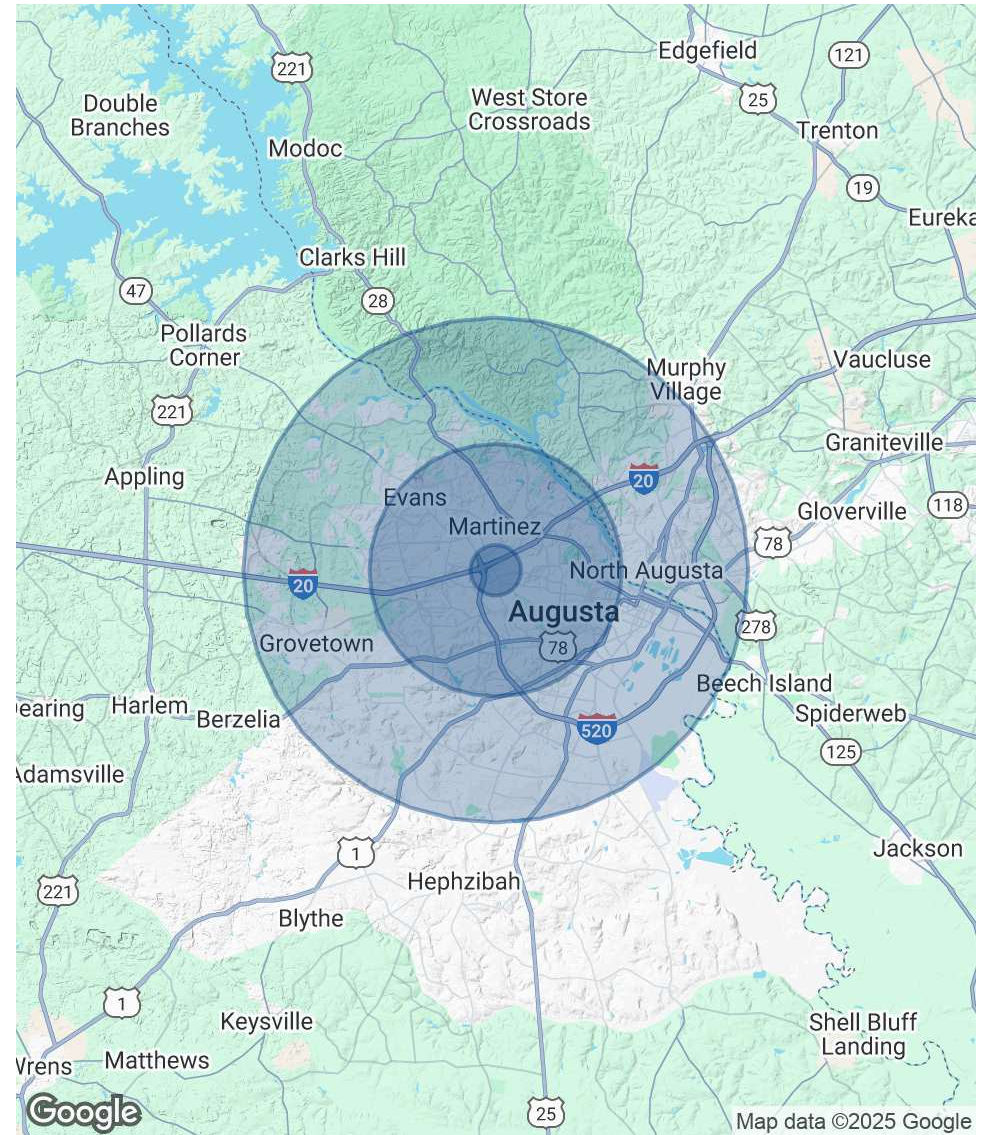 Edgefield
121
221
25
Double
Branches
West Store
Crossroads
Trenton
Modoc
19
Eureka
Clarks Hill
47
28
Pollards
Corner
Murphy
Village
Vaucluse
221
Graniteville
Appling
20
Evans
118
Gloverville
Martinez
78
20
North Augusta
Augusta
278
Grovetown
78
Beech Island
earing
Harlem
Berzelia
Spiderweb
520
125
Adamsville
1
Jackson
221
Hephzibah
Blythe
1
Keysville
Shell Bluff
Landing
Wrens
Matthews
Google
25
Map data ©2025 Google